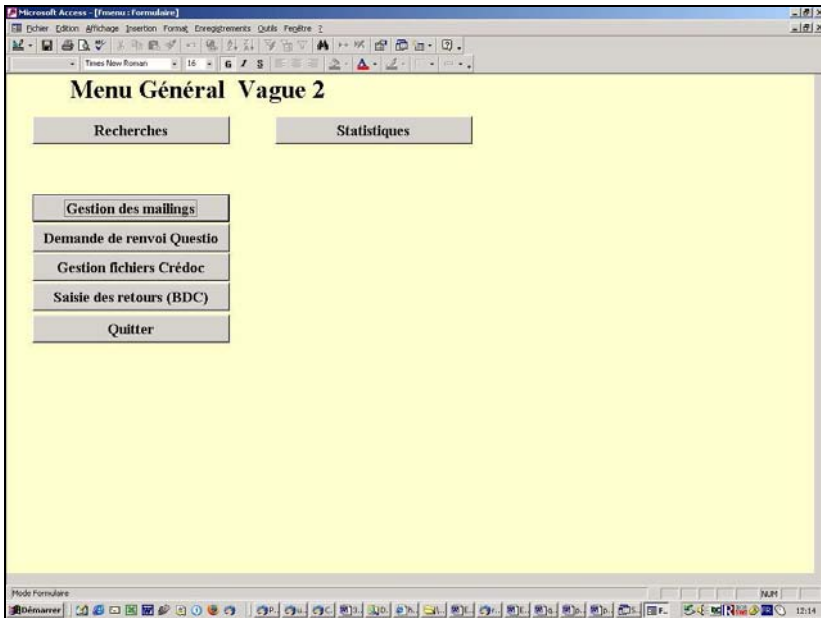 Microsoft Access - [Fmenu : Formulaire]
Fichier Edition Affichage Insertion Format Enregistrements Outils Fenêtre ?
Times New Roman 16 G I S
Menu Général Vague 2
Recherches Statistiques
Gestion des mailings
Demande de renvoi Questio
Gestion fichiers Crédoc
Saisie des retours (BDC)
Quitter
Mode Formulaire NUM
Démarrer 12:14